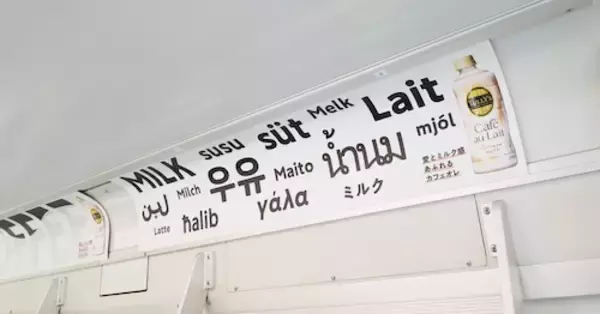 MILK
susu
süt
Melk
Lait
لبن
Milch
우유
Maito
น้ำนม
mjól
Latte
ħalib
γάλα
ミルク
愛とミルク感
あふれる
カフェオレ
TULLY'S
Café
au Lait